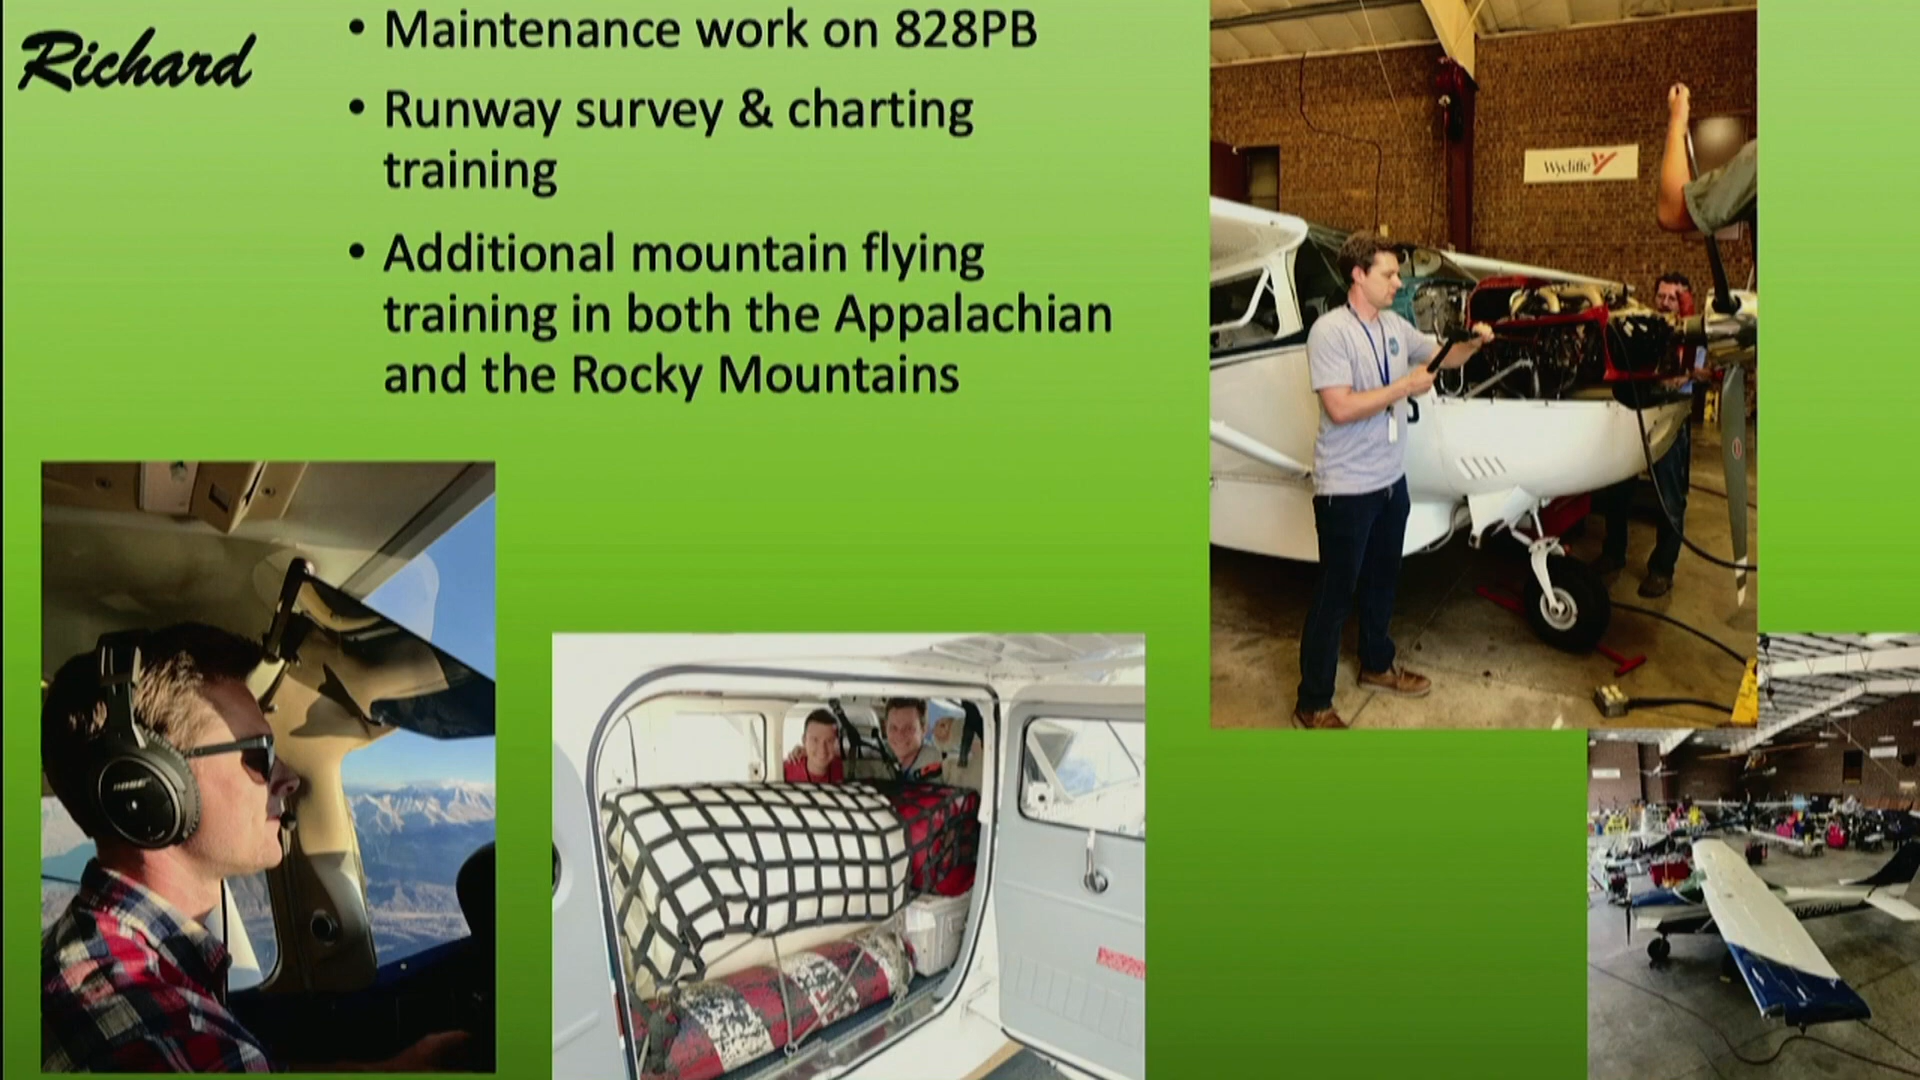 Richard
• Maintenance work on 828PB
• Runway survey & charting
training
• Additional mountain flying
training in both the Appalachian
and the Rocky Mountains
Wycliffe